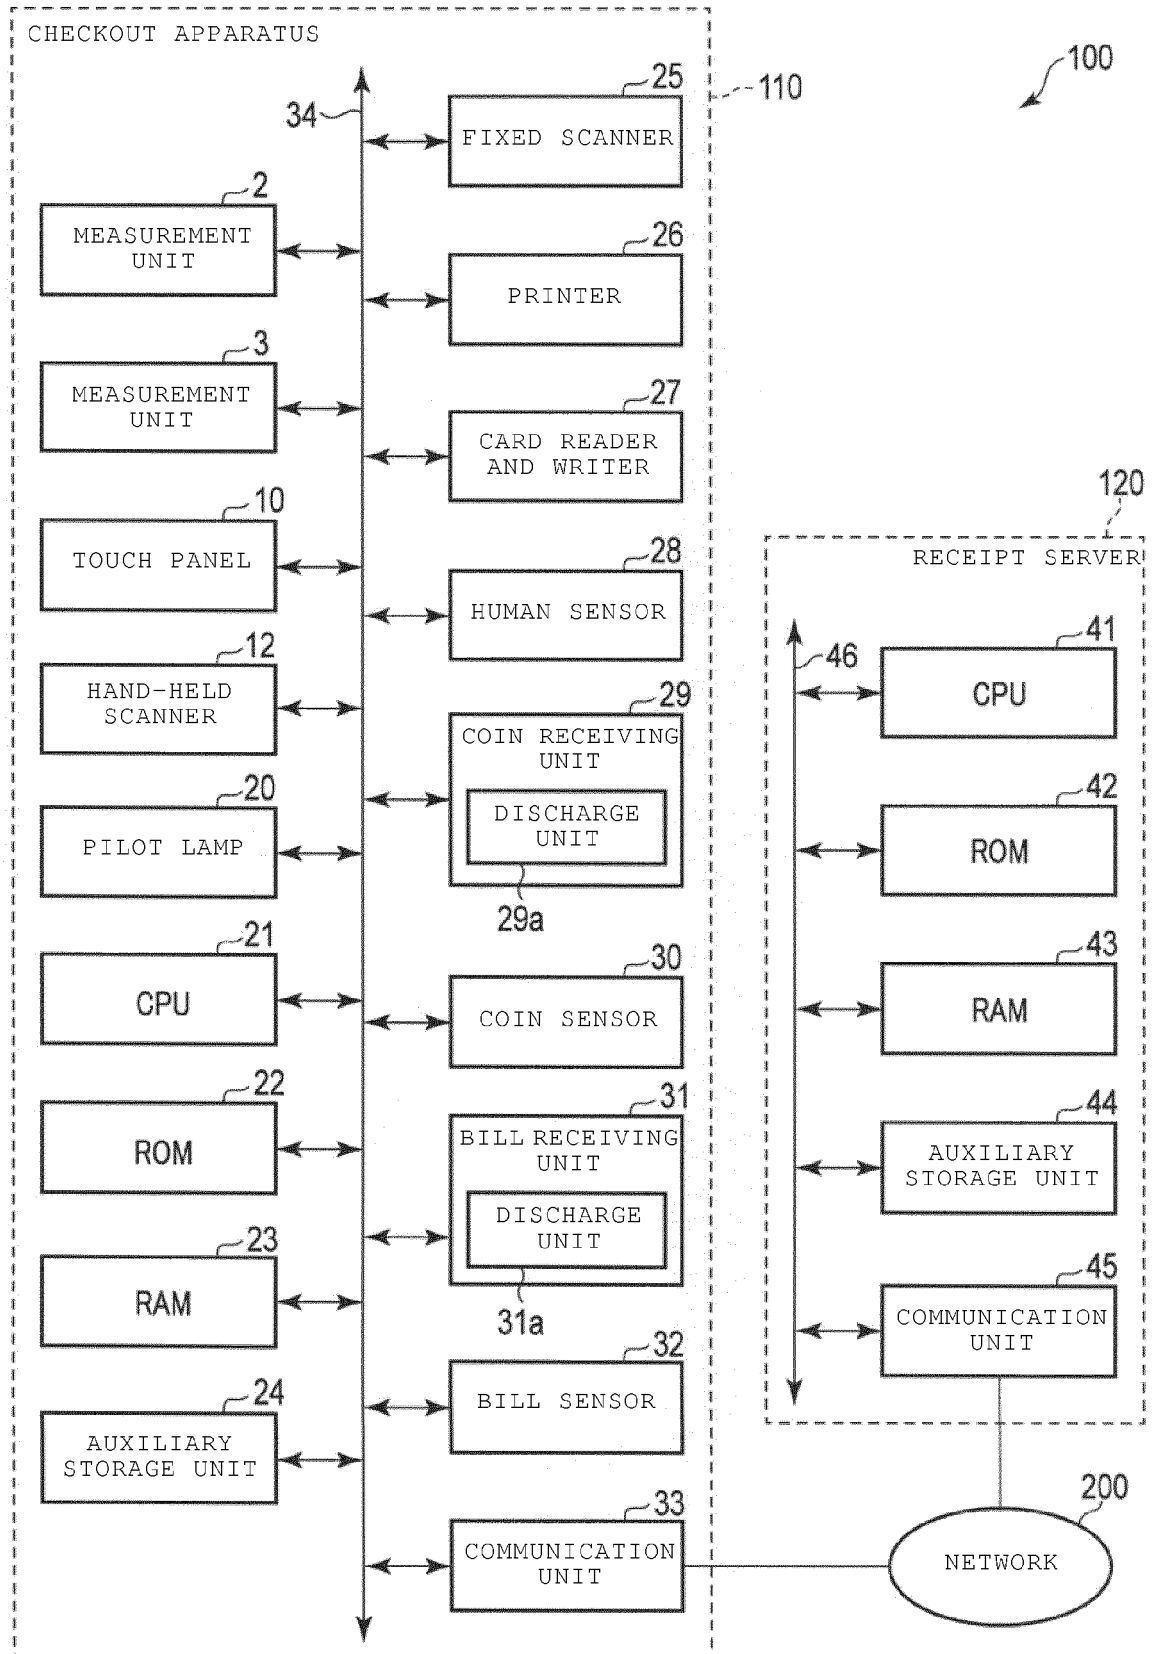 CHECKOUT APPARATUS
100
110
34
25
FIXED SCANNER
2
MEASUREMENT
UNIT
26
PRINTER
3
MEASUREMENT
UNIT
27
CARD READER
AND WRITER
10
TOUCH PANEL
28
HUMAN SENSOR
12
HAND-HELD
SCANNER
29
COIN RECEIVING
UNIT
DISCHARGE
UNIT
29a
20
PILOT LAMP
21
CPU
30
COIN SENSOR
22
ROM
31
BILL RECEIVING
UNIT
DISCHARGE
UNIT
31a
23
RAM
32
BILL SENSOR
24
AUXILIARY
STORAGE UNIT
33
COMMUNICATION
UNIT
120
RECEIPT SERVER
46
41
CPU
42
ROM
43
RAM
44
AUXILIARY
STORAGE UNIT
45
COMMUNICATION
UNIT
200
NETWORK